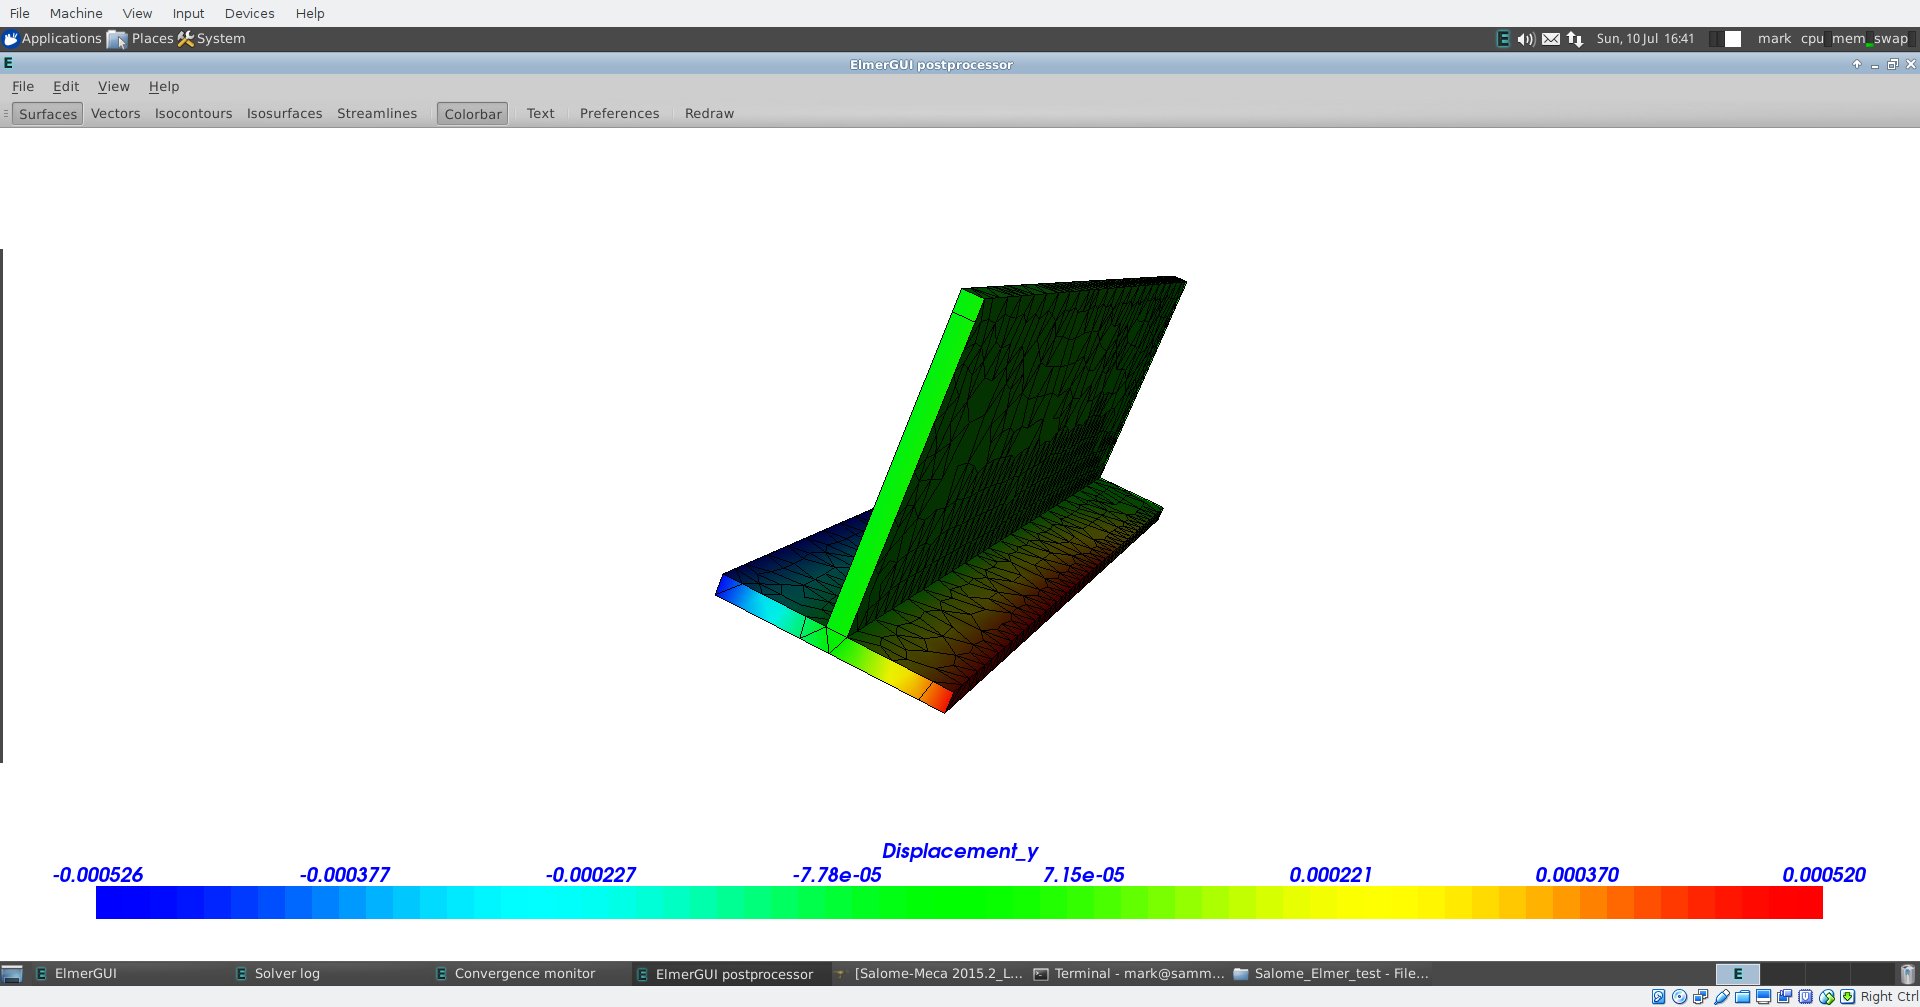 File Machine View Input Devices Help
Applications Places System E Sun, 10 Jul 16:41 mark cpu mem swap
E ElmerGUI postprocessor
File Edit View Help
Surfaces Vectors Isocontours Isosurfaces Streamlines Colorbar Text Preferences Redraw
Displacement_y
-0.000526 -0.000377 -0.000227 -7.78e-05 7.15e-05 0.000221 0.000370 0.000520
E ElmerGUI E Solver log E Convergence monitor E ElmerGUI postprocessor [Salome-Meca 2015.2_L... Terminal - mark@samm... Salome_Elmer_test - File... E
Right Ctrl